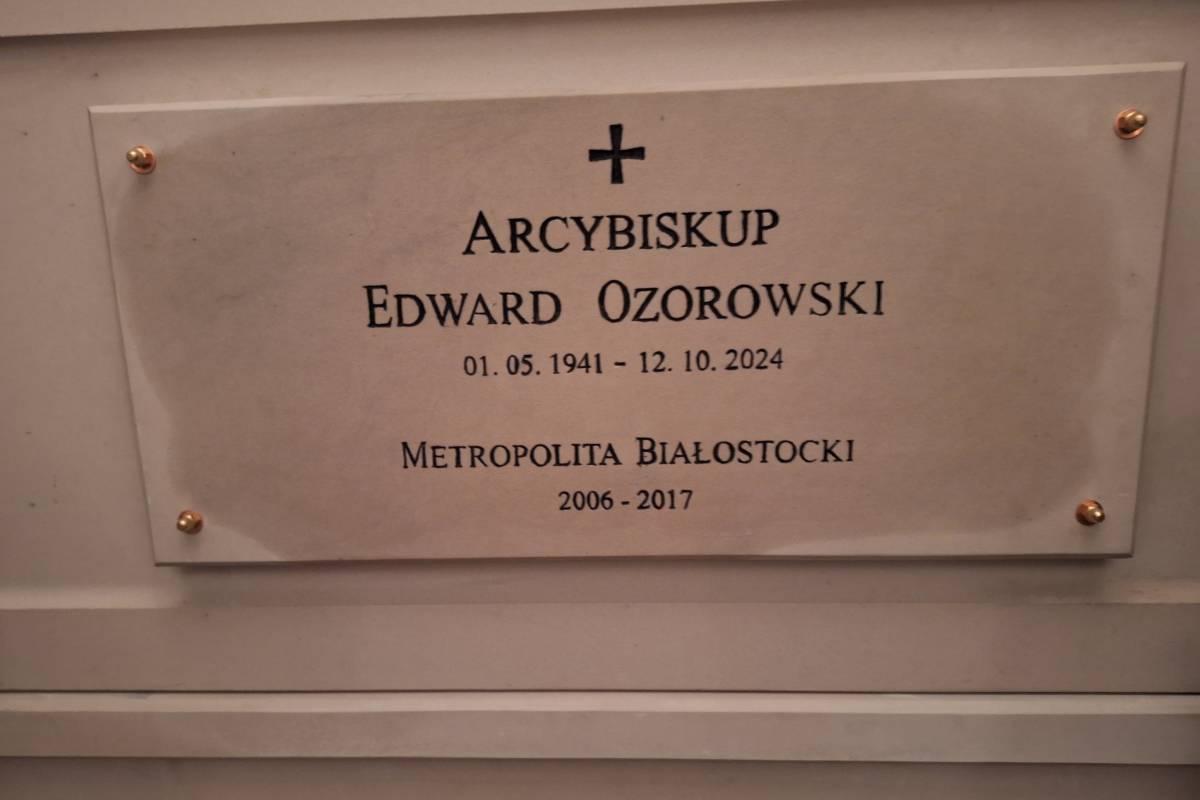 ARCYBISKUP
EDWARD OZOROWSKI
01. 05. 1941 - 12. 10. 2024
METROPOLITA BIAŁOSTOCKI
2006 - 2017